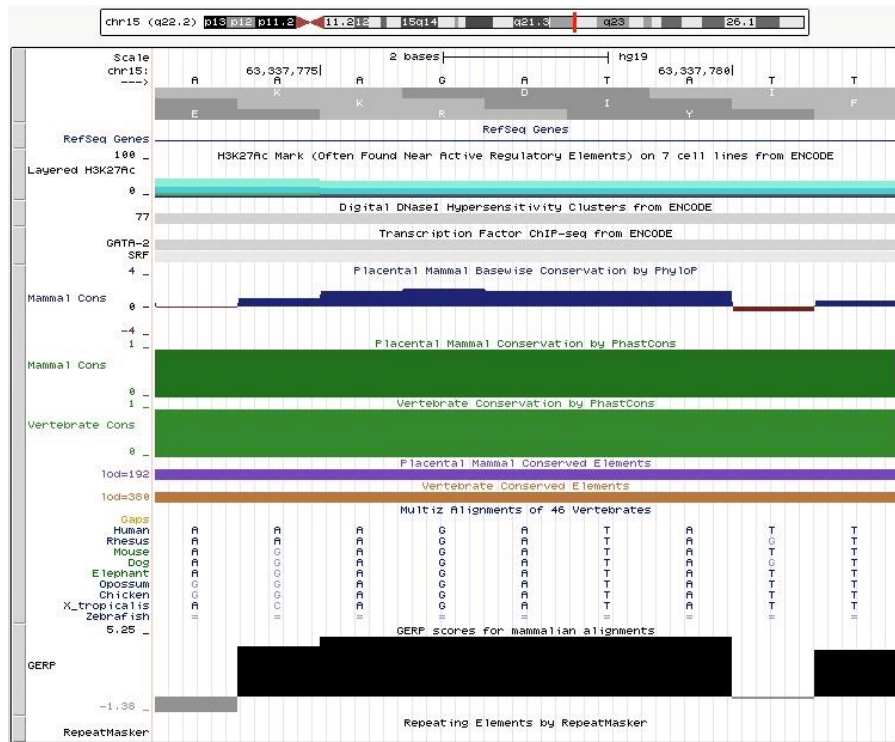 chr15 (q22.2) p13 p12 p11.2 11.2 12 15q14 q21.3 q23 26.1
Scale 2 bases hg19
chr15: 63,337,775 63,337,780
---> A A A G A T A T T
K D I
K I F
E R Y
RefSeq Genes
RefSeq Genes
100 _ H3K27Ac Mark (Often Found Near Active Regulatory Elements) on 7 cell lines from ENCODE
Layered H3K27Ac
0 _
Digital DNaseI Hypersensitivity Clusters from ENCODE
77
Transcription Factor ChIP-seq from ENCODE
GATA-2
SRF
4 _ Placental Mammal Basewise Conservation by PhyloP
Mammal Cons 0 _
-4 _
1 _ Placental Mammal Conservation by PhastCons
Mammal Cons
0 _
1 _ Vertebrate Conservation by PhastCons
Vertebrate Cons
0 _
Placental Mammal Conserved Elements
lod=192
Vertebrate Conserved Elements
lod=380
Multiz Alignments of 46 Vertebrates
Gaps
Human A A A G A T A T T
Rhesus A A A G A T A G T
Mouse A G A G A T A T T
Dog A G A G A T A G T
Elephant A G A G A T A T T
Opossum G G A G A T A T T
Chicken G G A G A T A T T
X_tropicalis A C A G A T A T T
Zebrafish = = = = = = = = =
5.25 _ GERP scores for mammalian alignments
GERP
-1.38 _
Repeating Elements by RepeatMasker
RepeatMasker